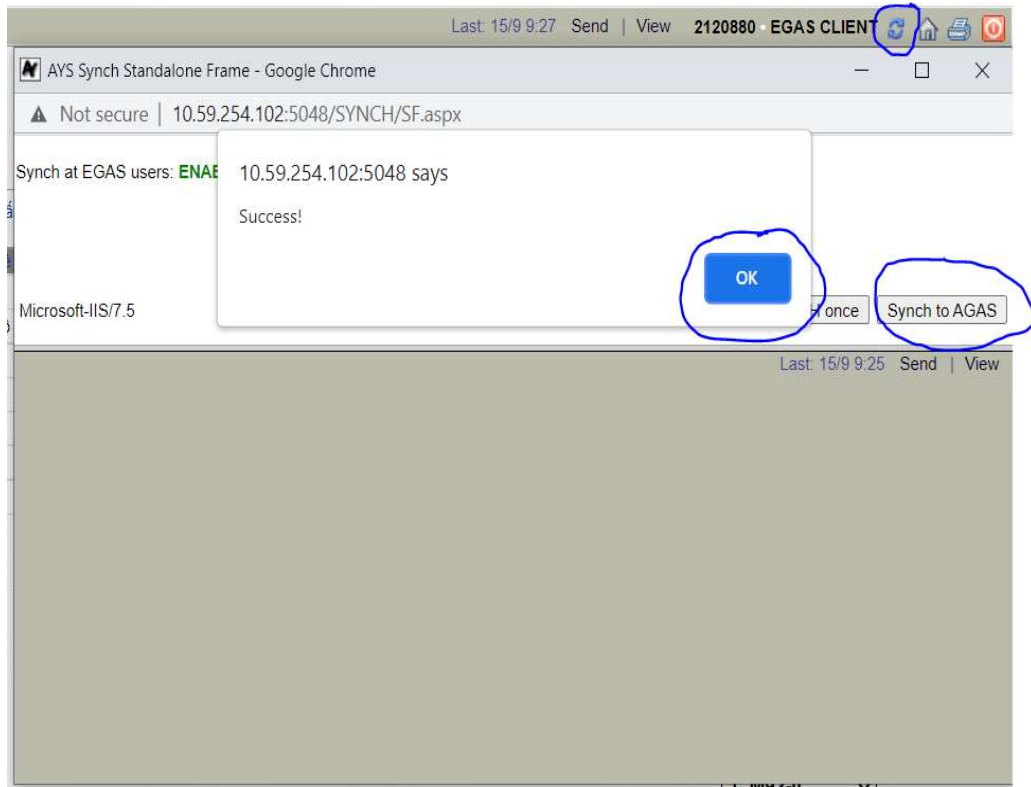 Last: 15/9 9:27 Send | View 2120880 - EGAS CLIENT
AYS Synch Standalone Frame - Google Chrome
Not secure | 10.59.254.102:5048/SYNCH/SF.aspx
Synch at EGAS users:
10.59.254.102:5048 says
Success!
OK
Microsoft-IIS/7.5
once
Synch to AGAS
Last: 15/9 9:25 Send | View